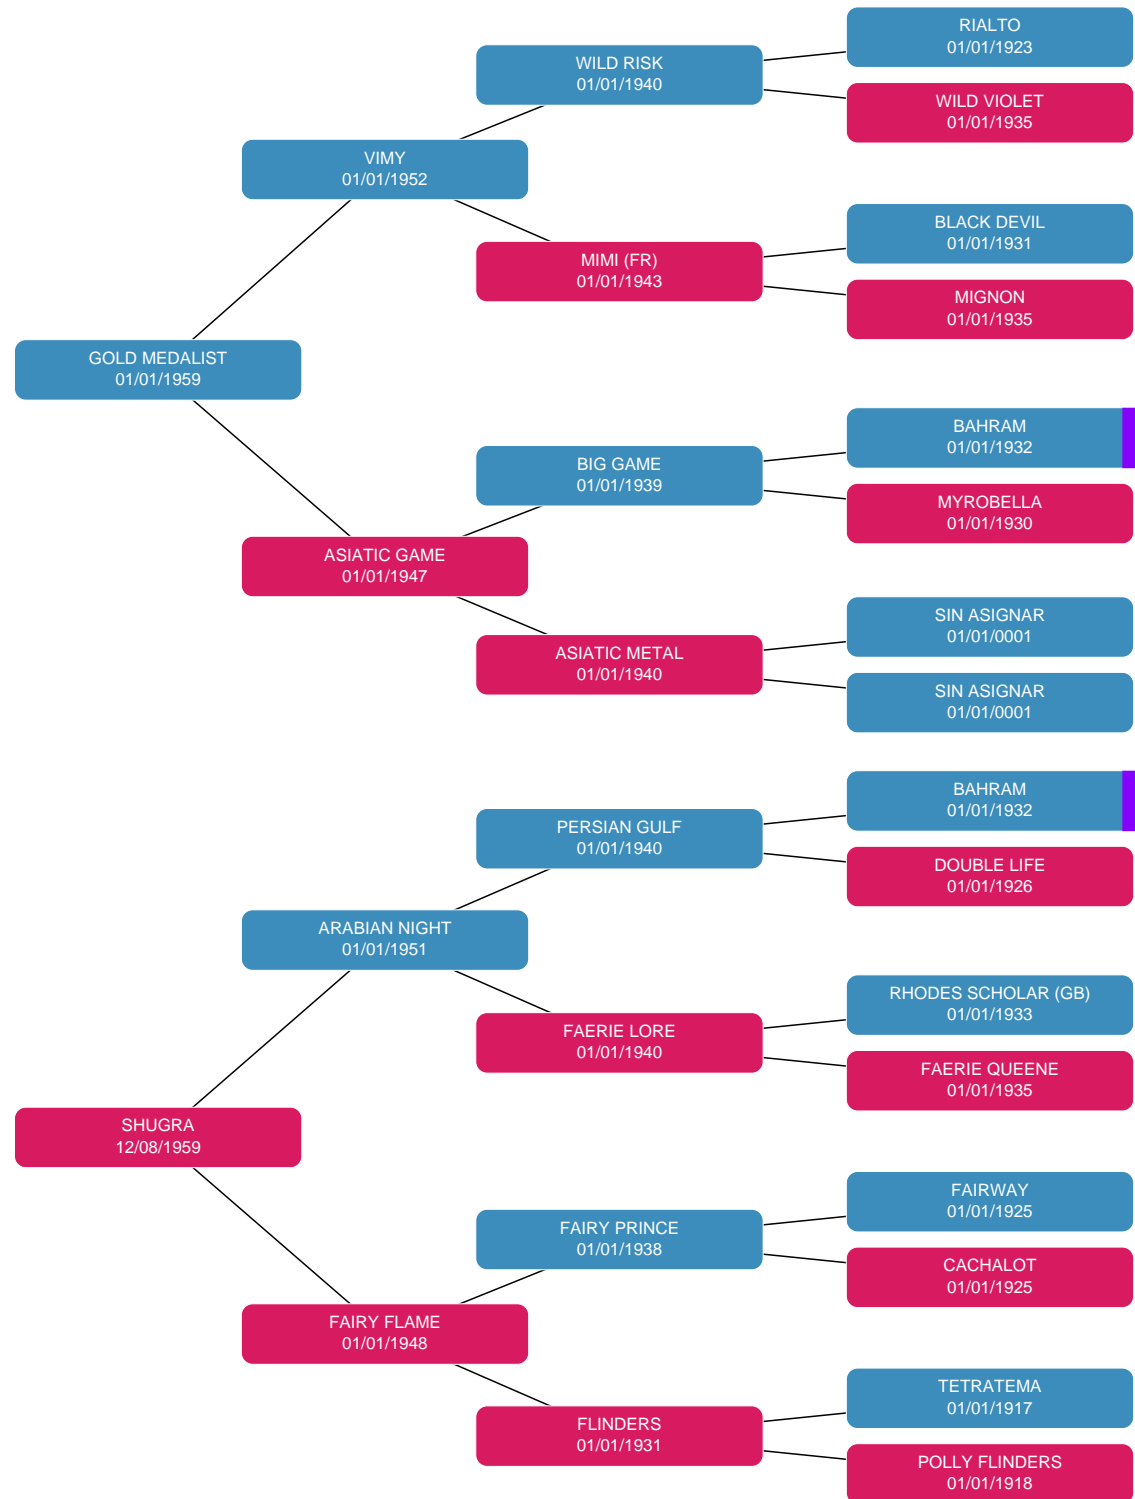 RIALTO
01/01/1923
WILD RISK
01/01/1940
WILD VIOLET
01/01/1935
VIMY
01/01/1952
BLACK DEVIL
01/01/1931
MIMI (FR)
01/01/1943
MIGNON
01/01/1935
GOLD MEDALIST
01/01/1959
BAHRAM
01/01/1932
BIG GAME
01/01/1939
MYROBELLA
01/01/1930
ASIATIC GAME
01/01/1947
SIN ASIGNAR
01/01/0001
ASIATIC METAL
01/01/1940
SIN ASIGNAR
01/01/0001
BAHRAM
01/01/1932
PERSIAN GULF
01/01/1940
DOUBLE LIFE
01/01/1926
ARABIAN NIGHT
01/01/1951
RHODES SCHOLAR (GB)
01/01/1933
FAERIE LORE
01/01/1940
FAERIE QUEENE
01/01/1935
SHUGRA
12/08/1959
FAIRWAY
01/01/1925
FAIRY PRINCE
01/01/1938
CACHALOT
01/01/1925
FAIRY FLAME
01/01/1948
TETRATEMA
01/01/1917
FLINDERS
01/01/1931
POLLY FLINDERS
01/01/1918